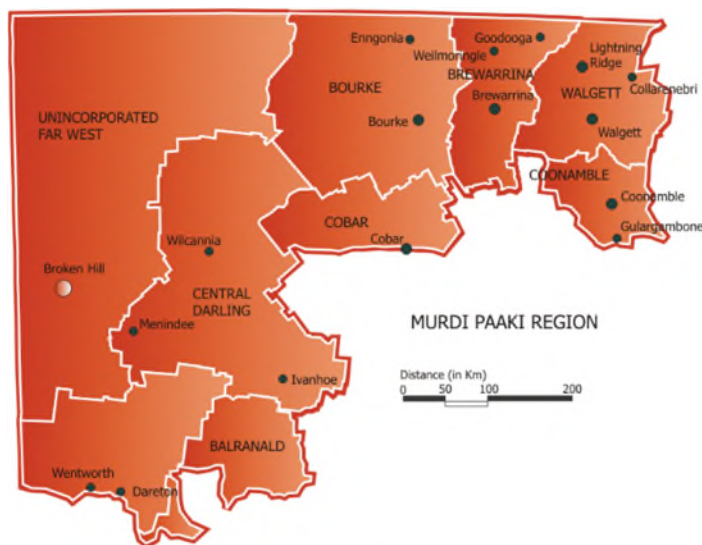 Enngonia
Goodooga
Weilmoringle
Lightning
Ridge
BREWARRINA
Collarenebri
BOURKE
WALGETT
UNINCORPORATED
FAR WEST
Brewarrina
Bourke
Walgett
COONAMBLE
Coonamble
COBAR
Gulargambone
Wilcannia
Cobar
Broken Hill
CENTRAL
DARLING
MURDI PAAKI REGION
Menindee
Distance (in Km)
Ivanhoe
0 50 100 200
BALRANALD
Wentworth
Dareton